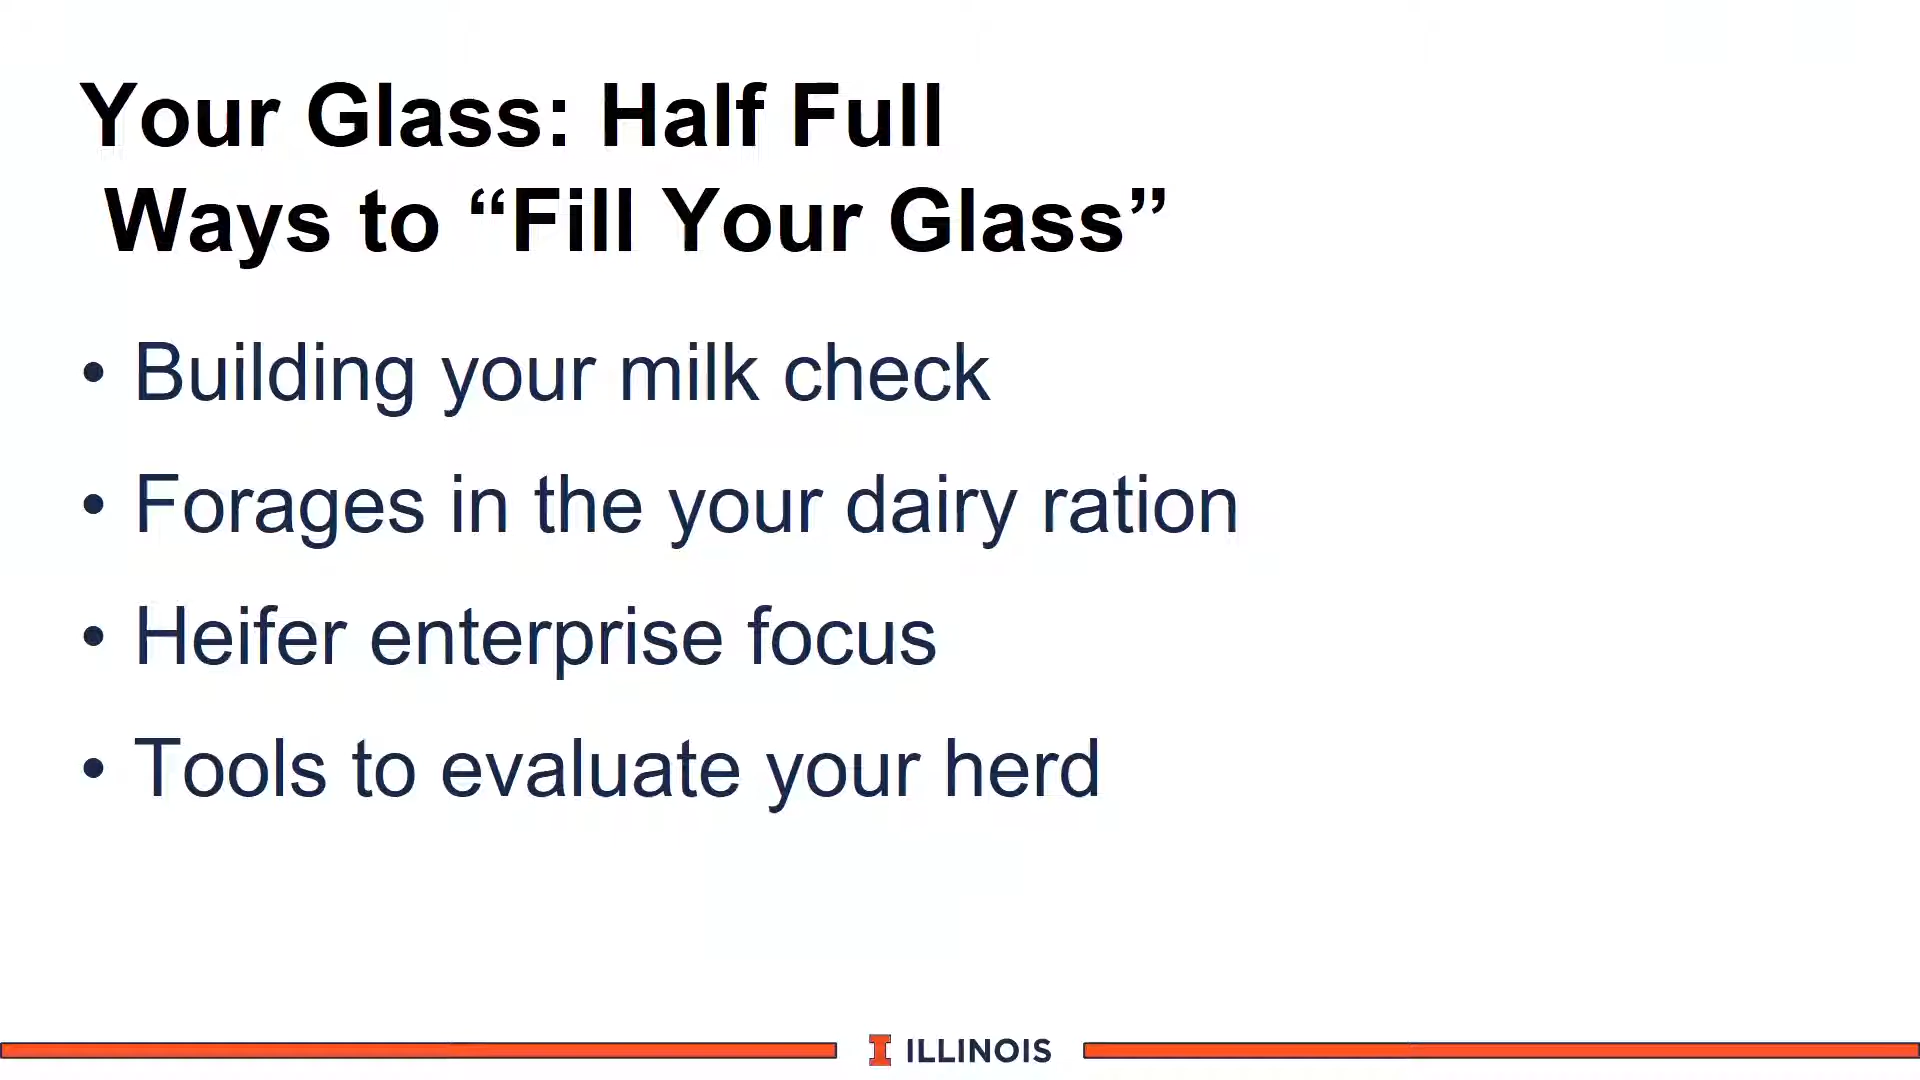 Your Glass: Half Full
Ways to “Fill Your Glass”
• Building your milk check
• Forages in the your dairy ration
• Heifer enterprise focus
• Tools to evaluate your herd
I ILLINOIS